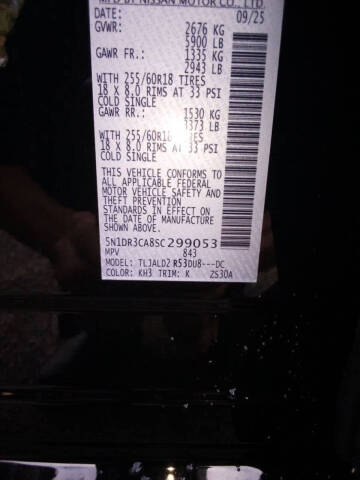 MFD BY NISSAN MOTOR CO., LTD.
DATE: 09/25
GVWR: 2676 KG
5900 LB
GAWR FR.: 1335 KG
2943 LB
WITH 255/60R18 TIRES
18 X 8.0 RIMS AT 33 PSI
COLD SINGLE
GAWR RR.: 1530 KG
3373 LB
WITH 255/60R18
18 X 8.0 RIMS AT 33 PSI
COLD SINGLE
THIS VEHICLE CONFORMS TO
ALL APPLICABLE FEDERAL
MOTOR VEHICLE SAFETY AND
THEFT PREVENTION
STANDARDS IN EFFECT ON
THE DATE OF MANUFACTURE
SHOWN ABOVE.
5N1DR3CA8SC299053
MPV 843
MODEL: TLJALD2 R53DU8---DC
COLOR: KH3 TRIM: K 2S30A